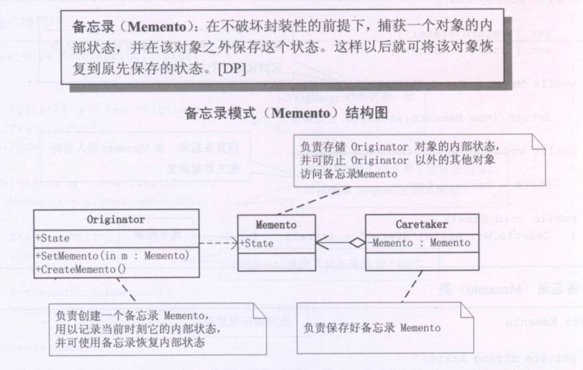 备忘录（Memento）：在不破坏封装性的前提下，捕获一个对象的内
部状态，并在该对象之外保存这个状态。这样以后就可将该对象恢
复到原先保存的状态。[DP]
备忘录模式（Memento）结构图
负责存储 Originator 对象的内部状态，
并可防止 Originator 以外的其他对象
访问备忘录Memento
Originator
+State
+SetMemento(in m : Memento)
+CreateMemento()
Memento
+State
Caretaker
-Memento : Memento
负责创建一个备忘录 Memento，
用以记录当前时刻它的内部状态，
并可使用备忘录恢复内部状态
负责保存好备忘录 Memento